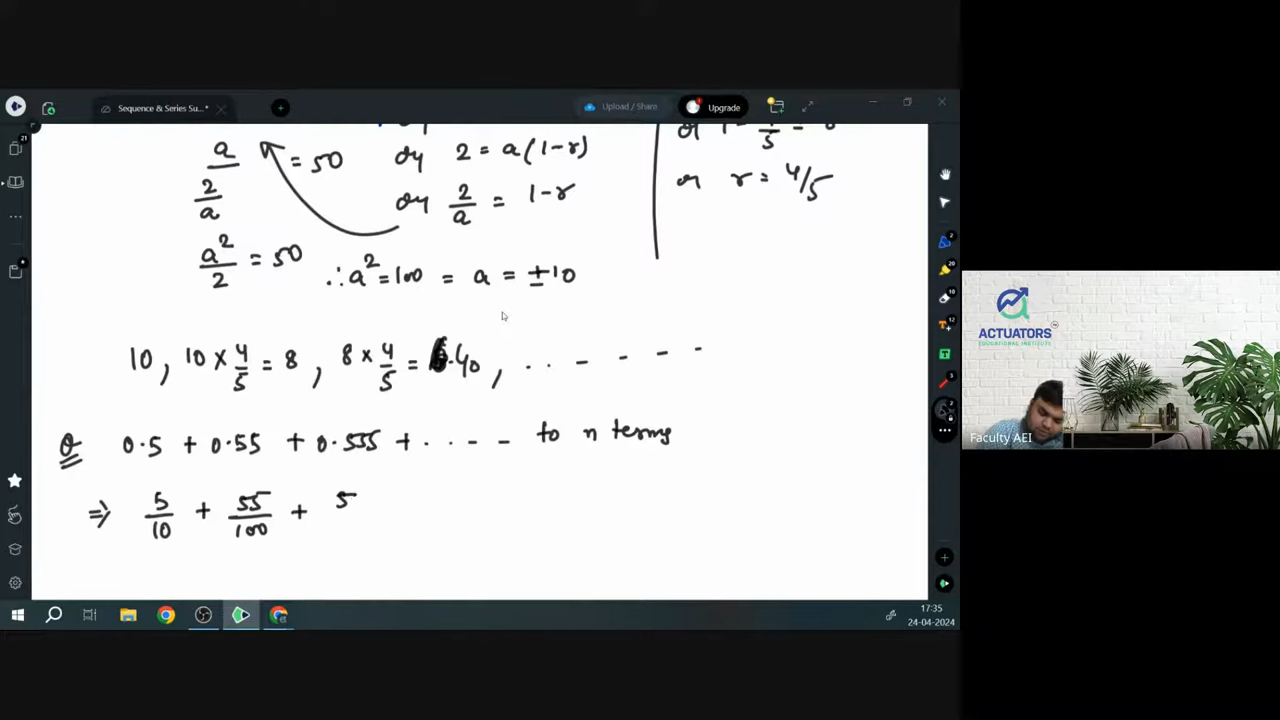 Sequence & Series Su...*
Upload / Share
Upgrade
a/(2/a) = 50
or 2 = a(1-r)
or 2/a = 1-r
or r = 4/5
a²/2 = 50
∴ a² = 100 = a = ±10
10, 10 × 4/5 = 8, 8 × 4/5 = 6.40, ..----
Q 0.5 + 0.55 + 0.555 + ..--- to n terms
⇒ 5/10 + 55/100 + 5
ACTUATORS
EDUCATIONAL INSTITUTE
Faculty AEI
17:35
24-04-2024